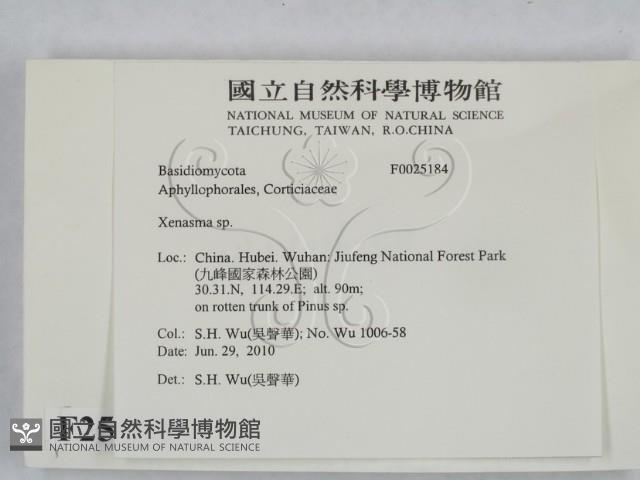 國立自然科學博物館
NATIONAL MUSEUM OF NATURAL SCIENCE
TAICHUNG, TAIWAN, R.O.CHINA
Basidiomycota F0025184
Aphyllophorales, Corticiaceae
Xenasma sp.
Loc.: China. Hubei. Wuhan: Jiufeng National Forest Park
(九峰國家森林公園)
30.31.N, 114.29.E; alt. 90m;
on rotten trunk of Pinus sp.
Col.: S.H. Wu(吳聲華); No. Wu 1006-58
Date: Jun. 29, 2010
Det.: S.H. Wu(吳聲華)
F25
國立自然科學博物館
NATIONAL MUSEUM OF NATURAL SCIENCE